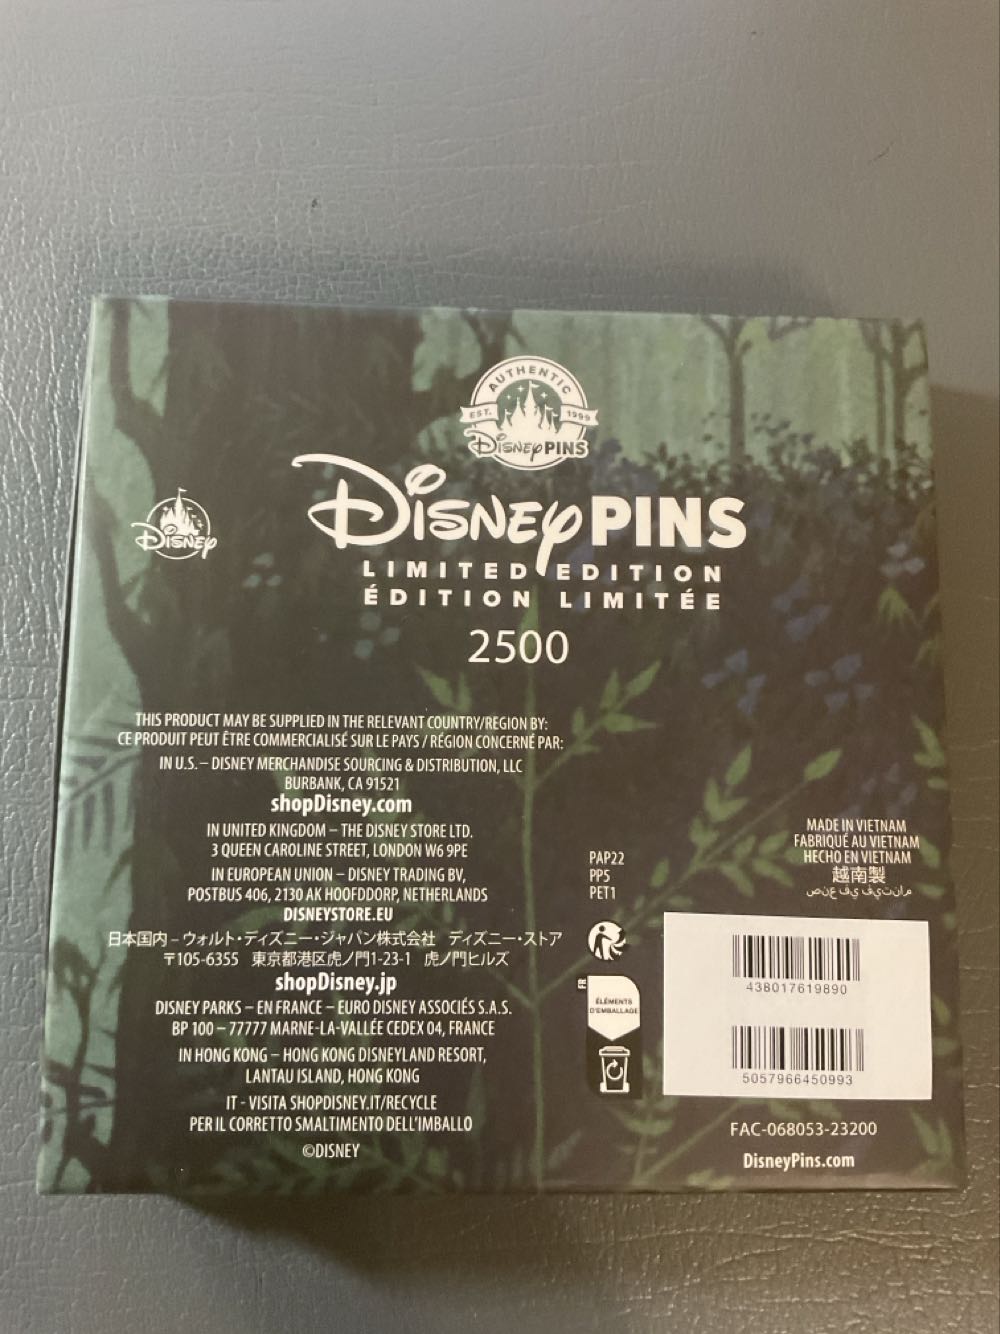 AUTHENTIC
EST. 1999
Disney PINS
Disney
Disney PINS
LIMITED EDITION
ÉDITION LIMITÉE
2500
THIS PRODUCT MAY BE SUPPLIED IN THE RELEVANT COUNTRY/REGION BY:
CE PRODUIT PEUT ÊTRE COMMERCIALISÉ SUR LE PAYS / RÉGION CONCERNÉ PAR:
IN U.S. – DISNEY MERCHANDISE SOURCING & DISTRIBUTION, LLC
BURBANK, CA 91521
shopDisney.com
IN UNITED KINGDOM – THE DISNEY STORE LTD.
3 QUEEN CAROLINE STREET, LONDON W6 9PE
IN EUROPEAN UNION – DISNEY TRADING BV,
POSTBUS 406, 2130 AK HOOFDDORP, NETHERLANDS
DISNEYSTORE.EU
日本国内 – ウォルト・ディズニー・ジャパン株式会社 ディズニー・ストア
〒105-6355 東京都港区虎ノ門1-23-1 虎ノ門ヒルズ
shopDisney.jp
DISNEY PARKS – EN FRANCE – EURO DISNEY ASSOCIÉS S.A.S.
BP 100 – 77777 MARNE-LA-VALLÉE CEDEX 04, FRANCE
IN HONG KONG – HONG KONG DISNEYLAND RESORT,
LANTAU ISLAND, HONG KONG
IT - VISITA SHOPDISNEY.IT/RECYCLE
PER IL CORRETTO SMALTIMENTO DELL'IMBALLO
©DISNEY
PAP22
PP5
PET1
FR
ÉLÉMENTS
D'EMBALLAGE
MADE IN VIETNAM
FABRIQUÉ AU VIETNAM
HECHO EN VIETNAM
越南製
صنع في فيتنام
438017619890
5057966450993
FAC-068053-23200
DisneyPins.com